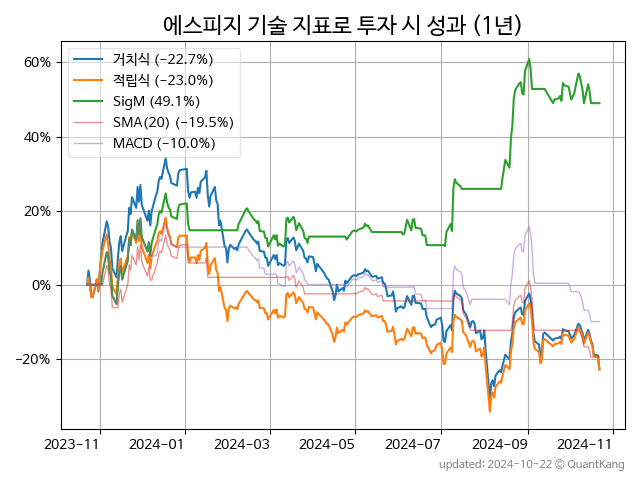 에스피지 기술 지표로 투자 시 성과 (1년)
거치식 (−22.7%)
적립식 (−23.0%)
SigM (49.1%)
SMA(20) (−19.5%)
MACD (−10.0%)
60%
40%
20%
0%
−20%
2023−11 2024−01 2024−03 2024−05 2024−07 2024−09 2024−11
updated: 2024-10-22 © QuantKang